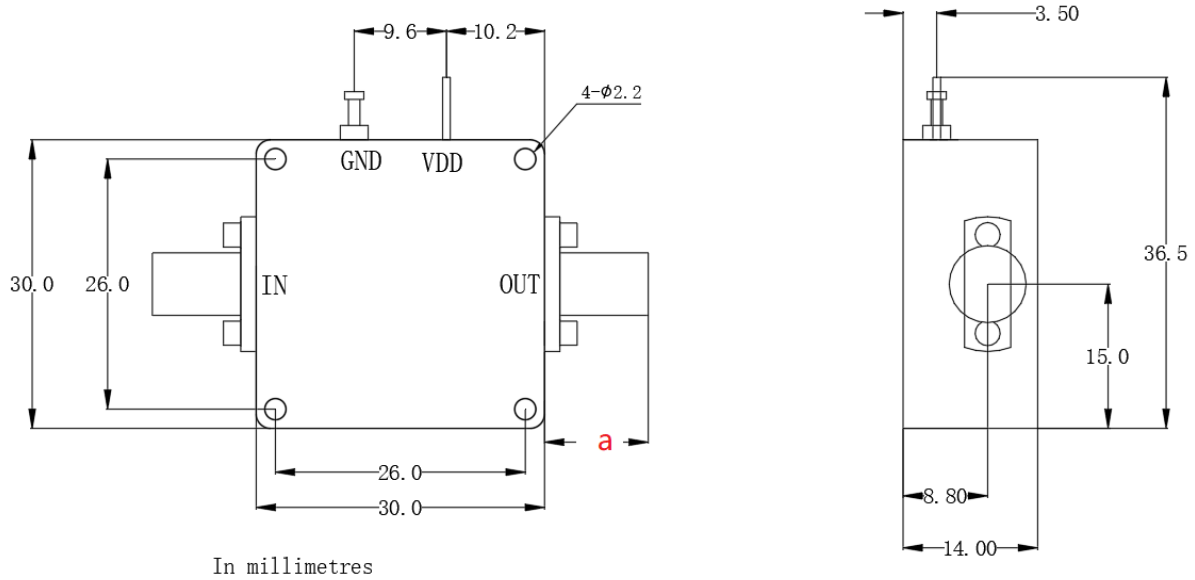 9.6
10.2
3.50
4-ϕ2.2
GND
VDD
30.0
26.0
IN
OUT
36.5
15.0
a
26.0
30.0
8.80
14.00
In millimetres